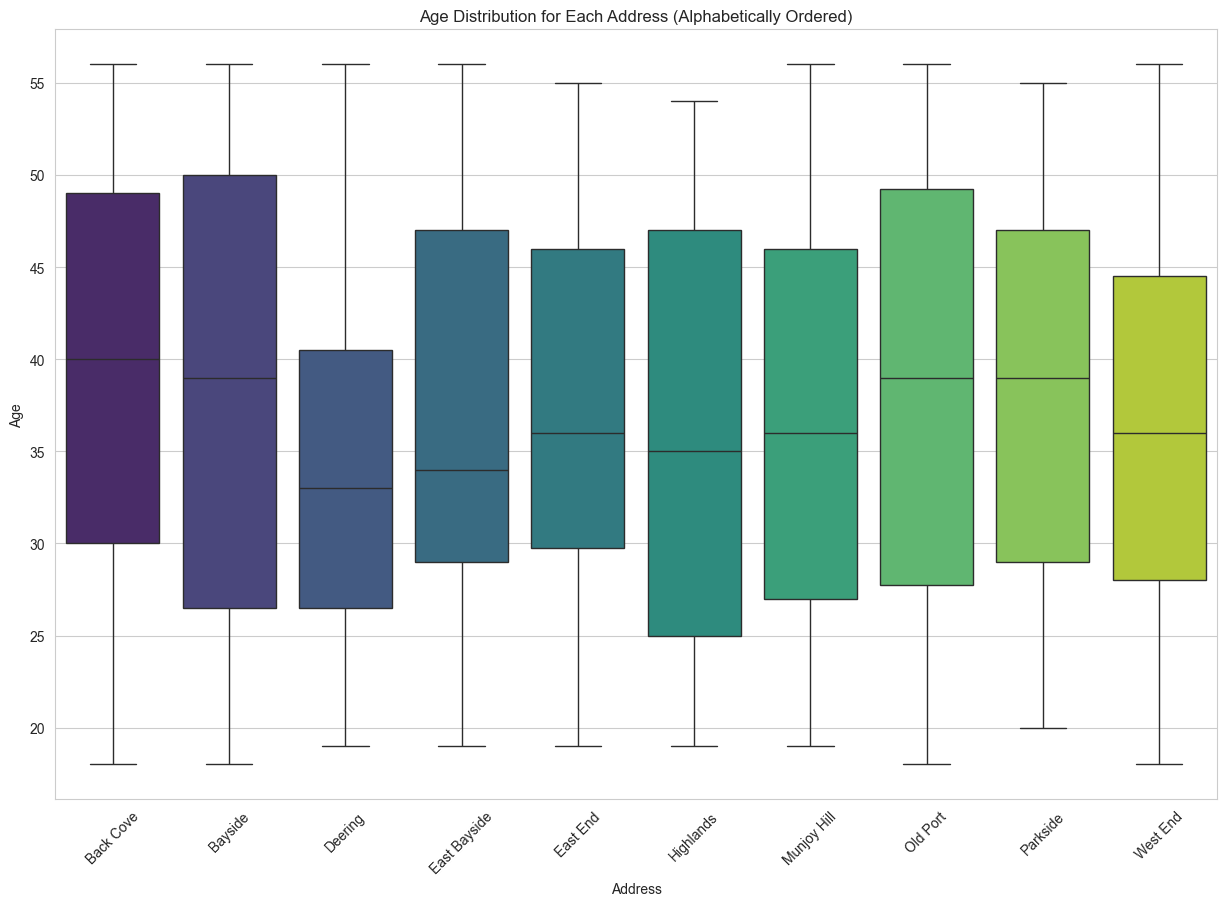 Age Distribution for Each Address (Alphabetically Ordered)
55
50
45
40
35
30
25
20
Age
Back Cove
Bayside
Deering
East Bayside
East End
Highlands
Munjoy Hill
Old Port
Parkside
West End
Address